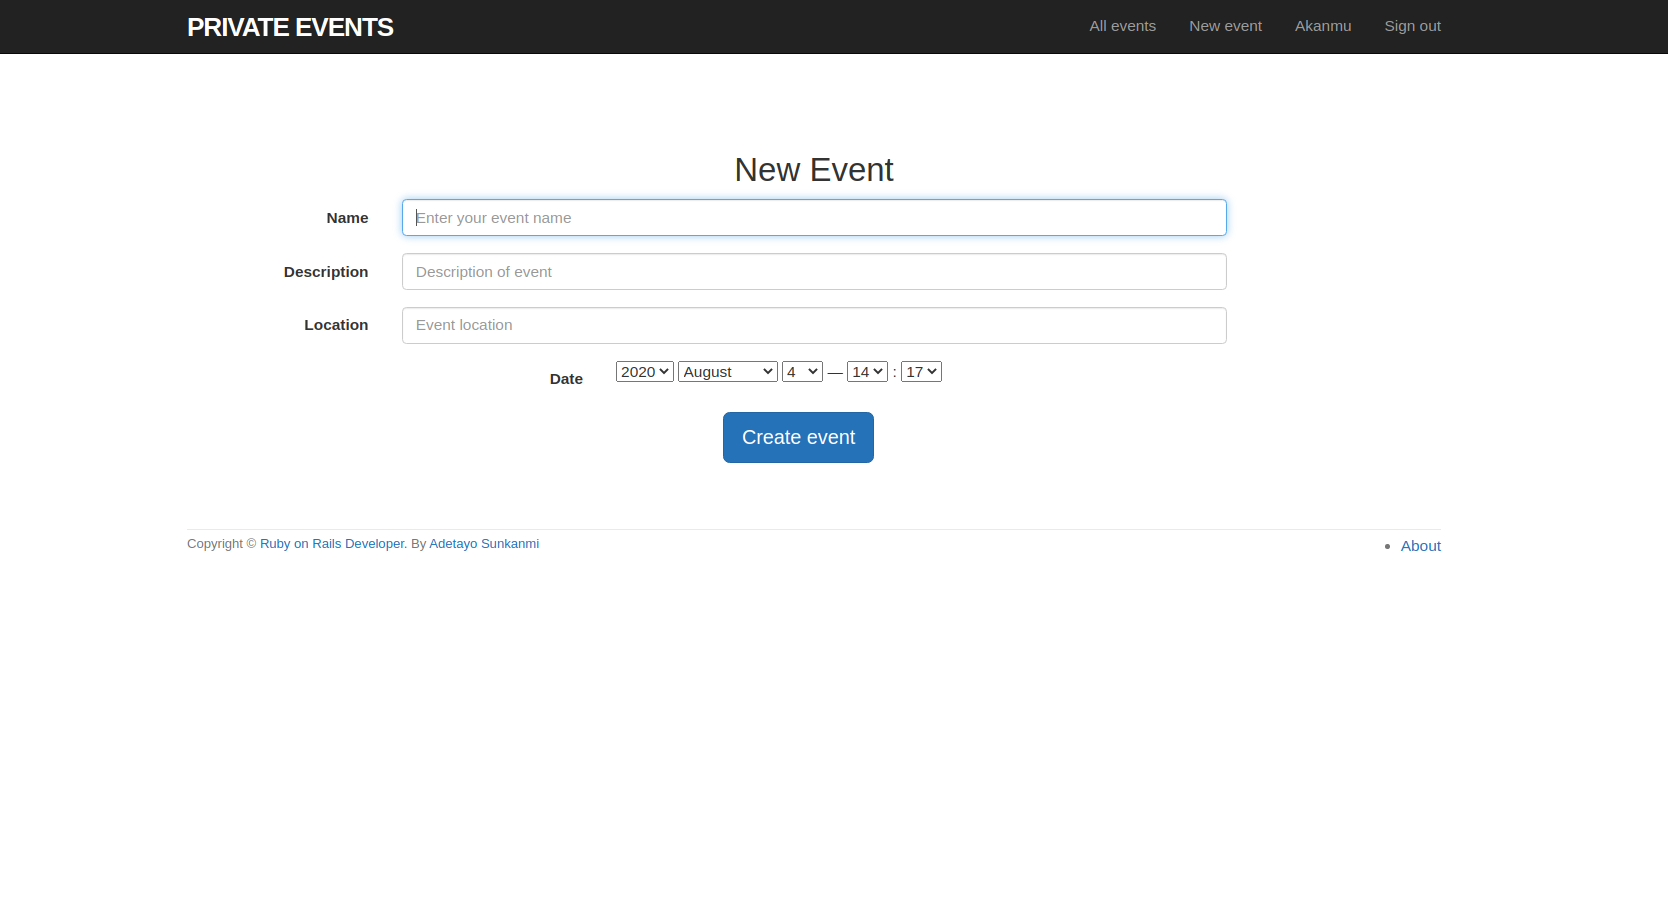 PRIVATE EVENTS All events New event Akanmu Sign out
New Event
Name Enter your event name
Description Description of event
Location Event location
Date 2020 August 4 — 14 : 17
Create event
Copyright © Ruby on Rails Developer. By Adetayo Sunkanmi • About